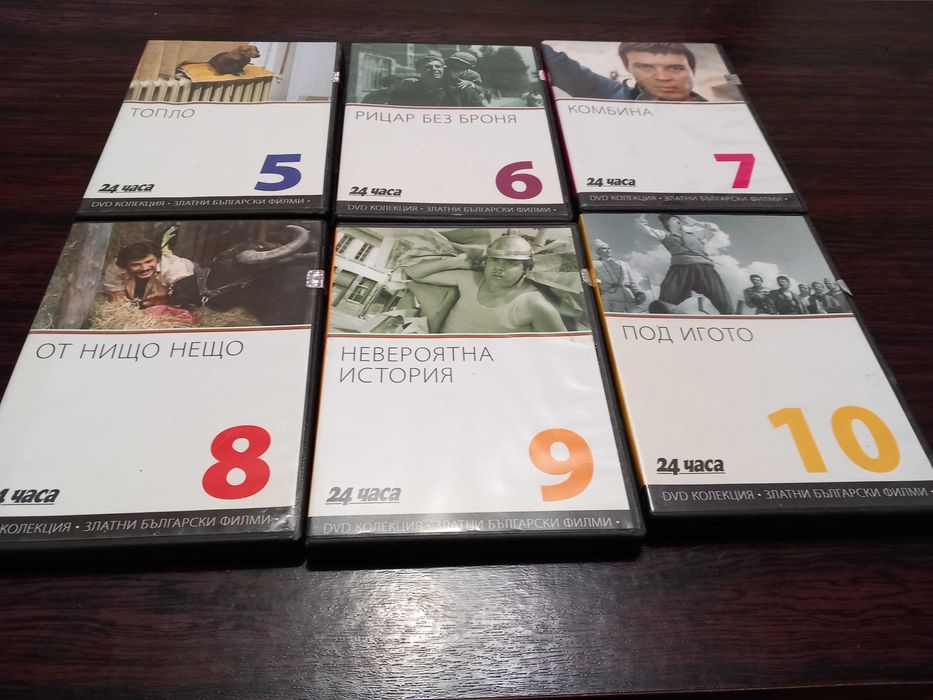 ТОПЛО
5
24 часа
DVD КОЛЕКЦИЯ • ЗЛАТНИ БЪЛГАРСКИ ФИЛМИ •
РИЦАР БЕЗ БРОНЯ
6
24 часа
DVD КОЛЕКЦИЯ • ЗЛАТНИ БЪЛГАРСКИ ФИЛМИ •
КОМБИНА
7
24 часа
DVD КОЛЕКЦИЯ • ЗЛАТНИ БЪЛГАРСКИ ФИЛМИ •
ОТ НИЩО НЕЩО
8
24 часа
КОЛЕКЦИЯ • ЗЛАТНИ БЪЛГАРСКИ ФИЛМИ •
НЕВЕРОЯТНА
ИСТОРИЯ
9
24 часа
DVD КОЛЕКЦИЯ • ЗЛАТНИ БЪЛГАРСКИ ФИЛМИ •
ПОД ИГОТО
10
24 часа
DVD КОЛЕКЦИЯ • ЗЛАТНИ БЪЛГАРСКИ ФИЛМИ •